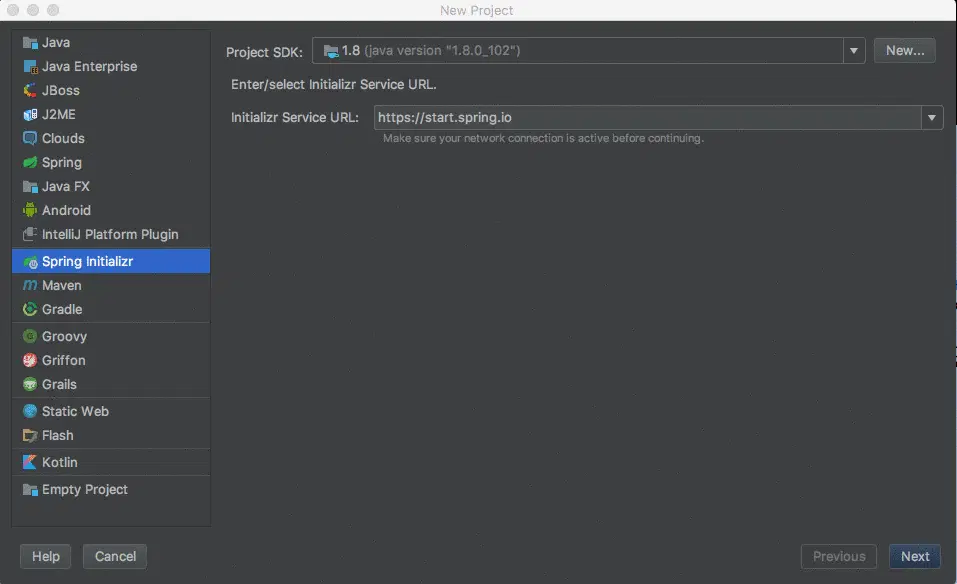 New Project
Java
Java Enterprise
JBoss
J2ME
Clouds
Spring
Java FX
Android
IntelliJ Platform Plugin
Spring Initializr
Maven
Gradle
Groovy
Griffon
Grails
Static Web
Flash
Kotlin
Empty Project
Project SDK: 1.8 (java version "1.8.0_102") New...
Enter/select Initializr Service URL.
Initializr Service URL: https://start.spring.io
Make sure your network connection is active before continuing.
Help Cancel Previous Next